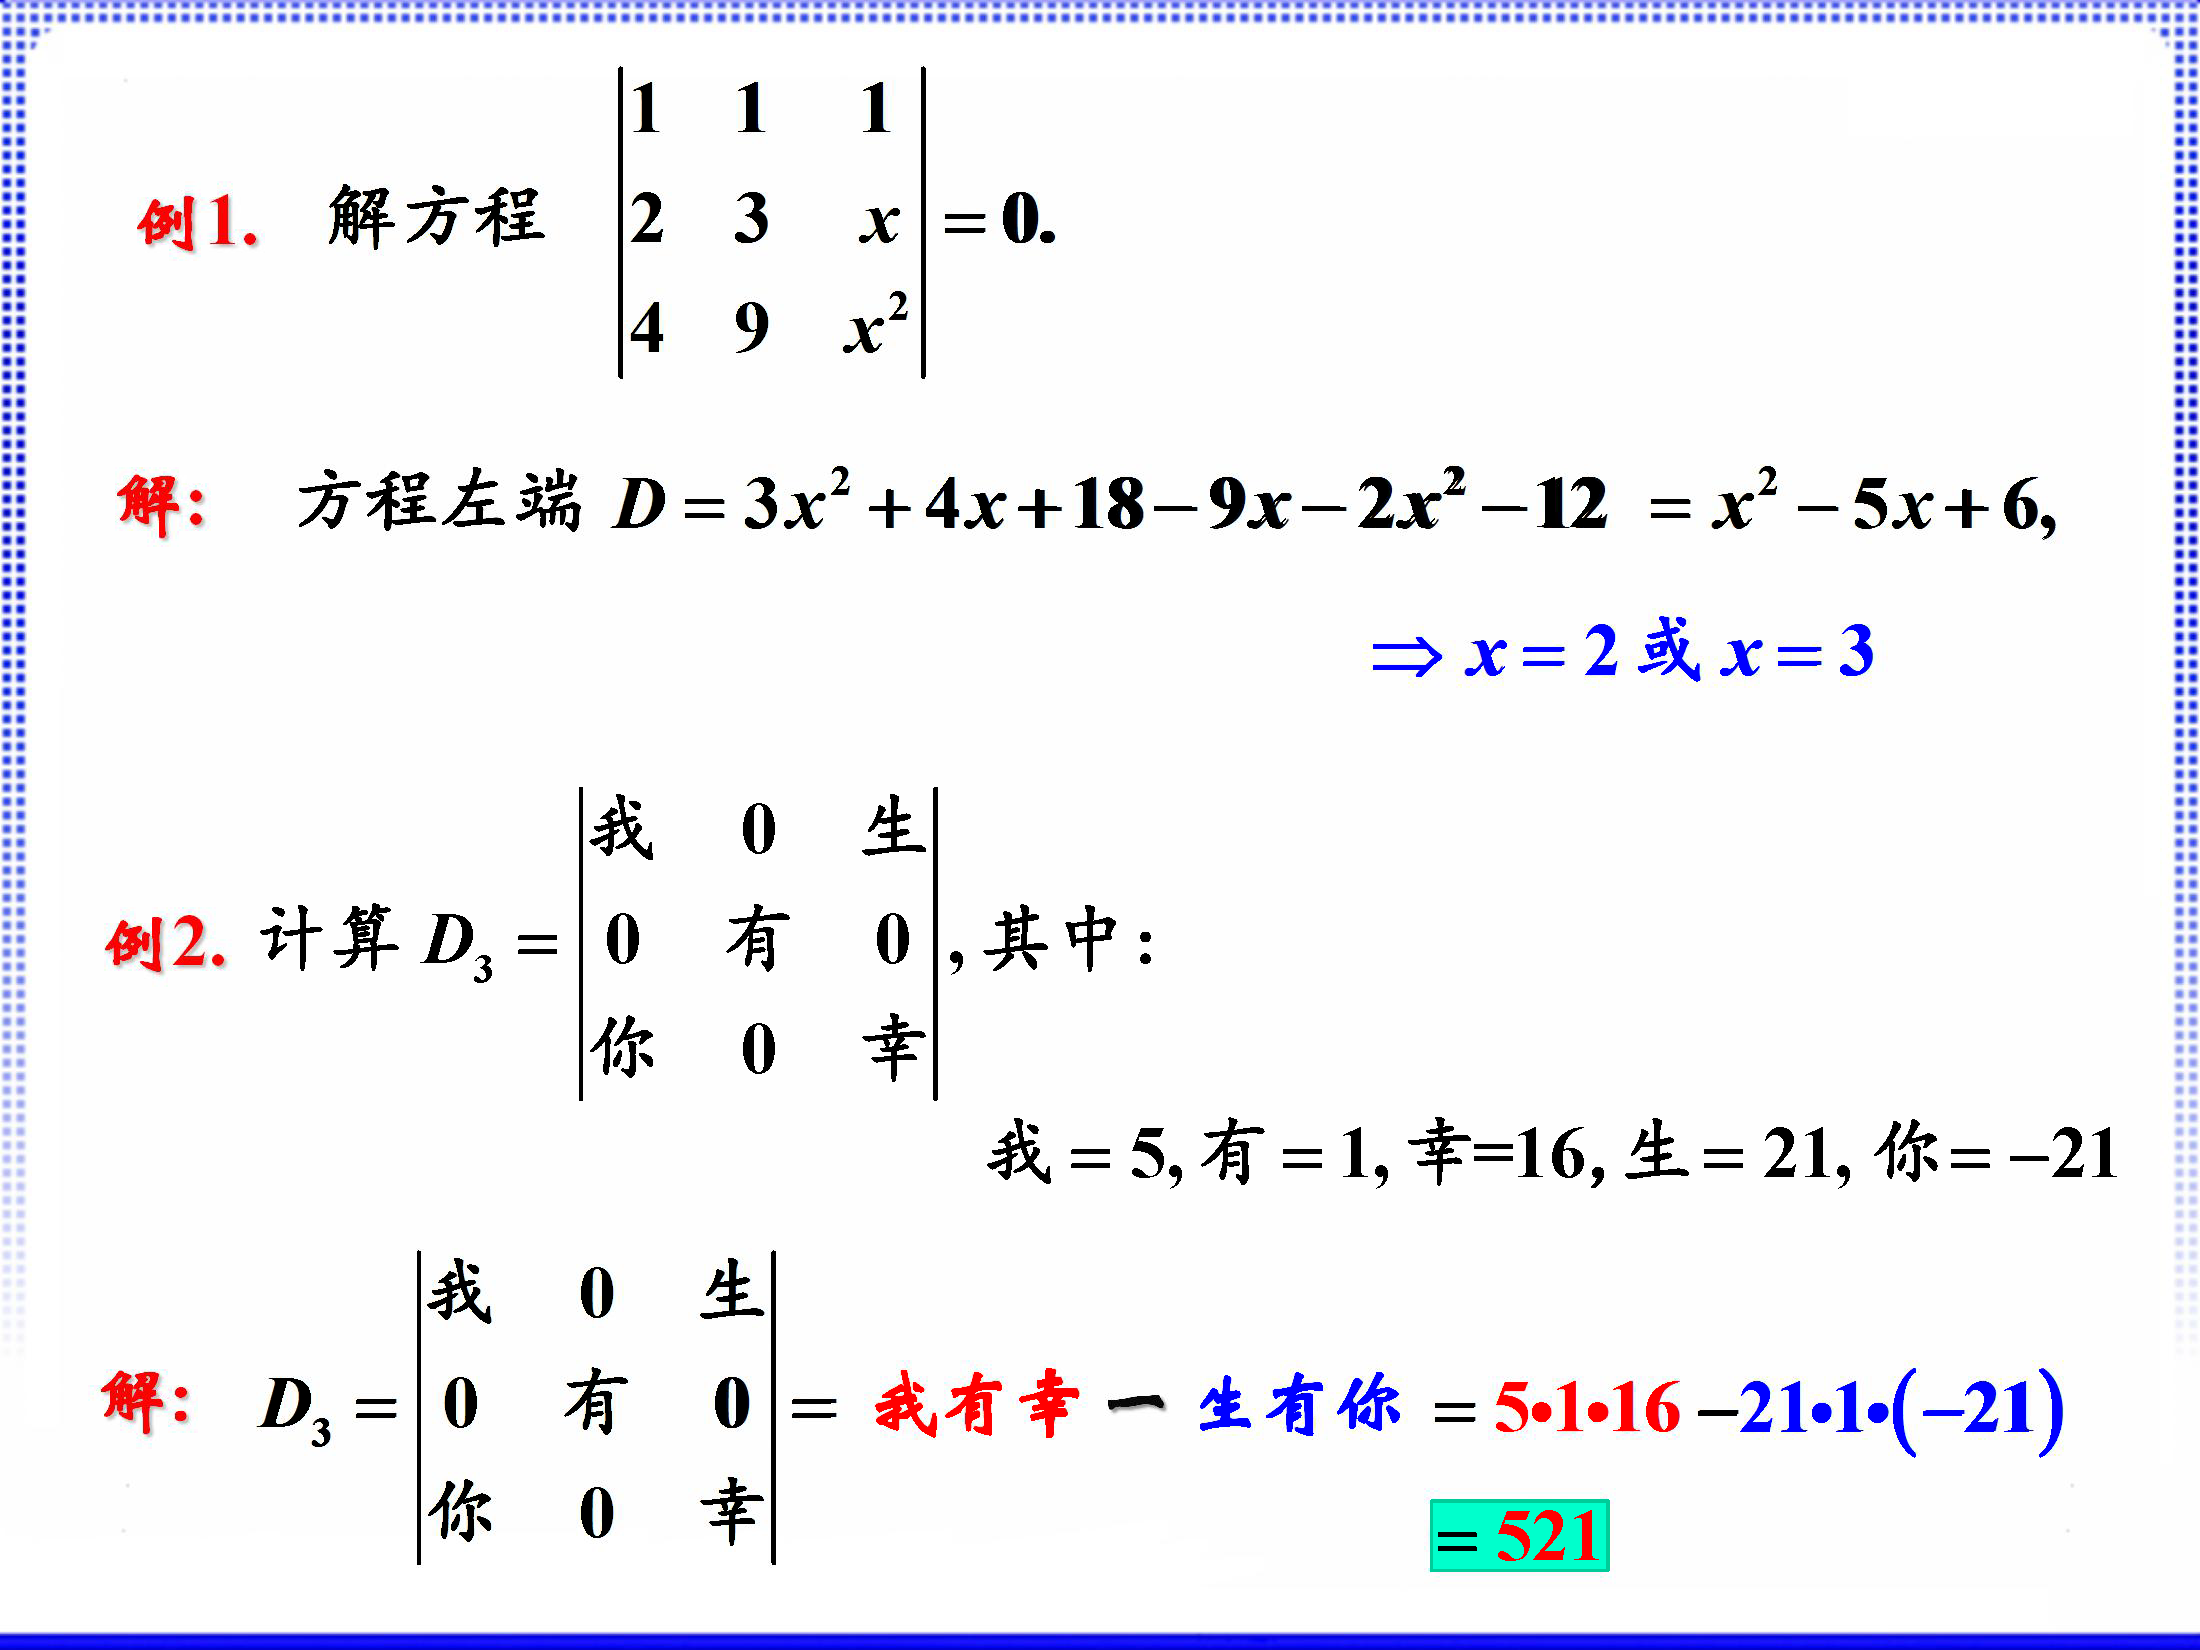 1 1 1
例1. 解方程 2 3 x = 0.
4 9 x²
解: 方程左端 D = 3x² + 4x + 18 − 9x − 2x² − 12 = x² − 5x + 6,
⇒ x = 2 或 x = 3
我 0 生
例2. 计算 D₃ = 0 有 0 , 其中:
你 0 幸
我 = 5, 有 = 1, 幸=16, 生 = 21, 你 = −21
我 0 生
解: D₃ = 0 有 0 = 我有幸 一 生有你 = 5•1•16 −21•1•(−21)
你 0 幸
= 521